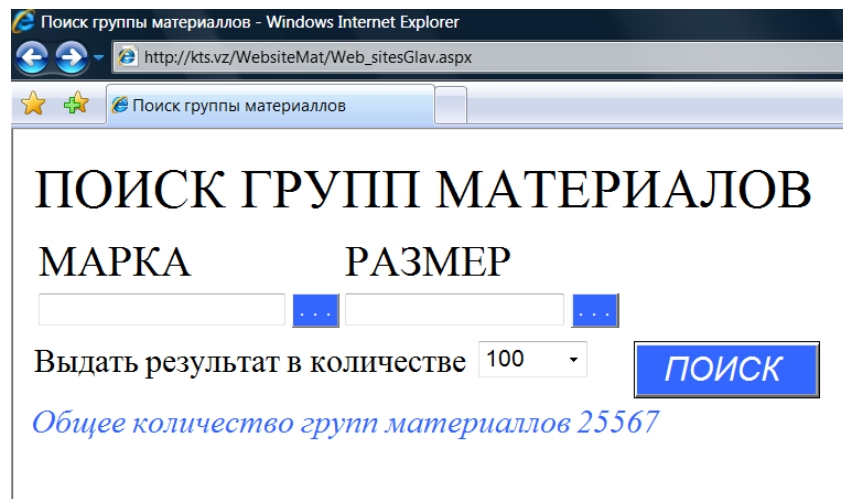 Поиск группы материаллов - Windows Internet Explorer
http://kts.vz/WebsiteMat/Web_sitesGlav.aspx
Поиск группы материаллов
ПОИСК ГРУПП МАТЕРИАЛОВ
МАРКА РАЗМЕР
. . . . . .
Выдать результат в количестве 100 ПОИСК
Общее количество групп материаллов 25567